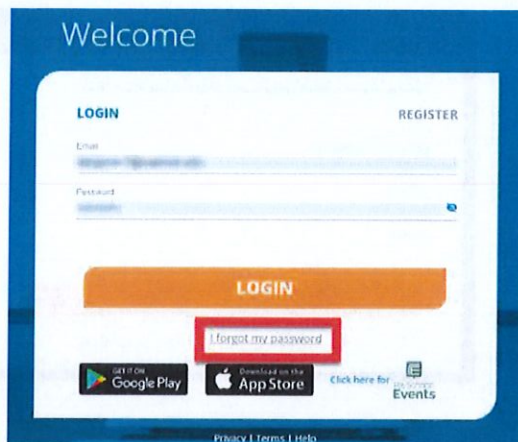 Welcome
LOGIN
REGISTER
Email
Password
LOGIN
I forgot my password
GET IT ON
Google Play
Download on the
App Store
Click here for
Events
Privacy | Terms | Help